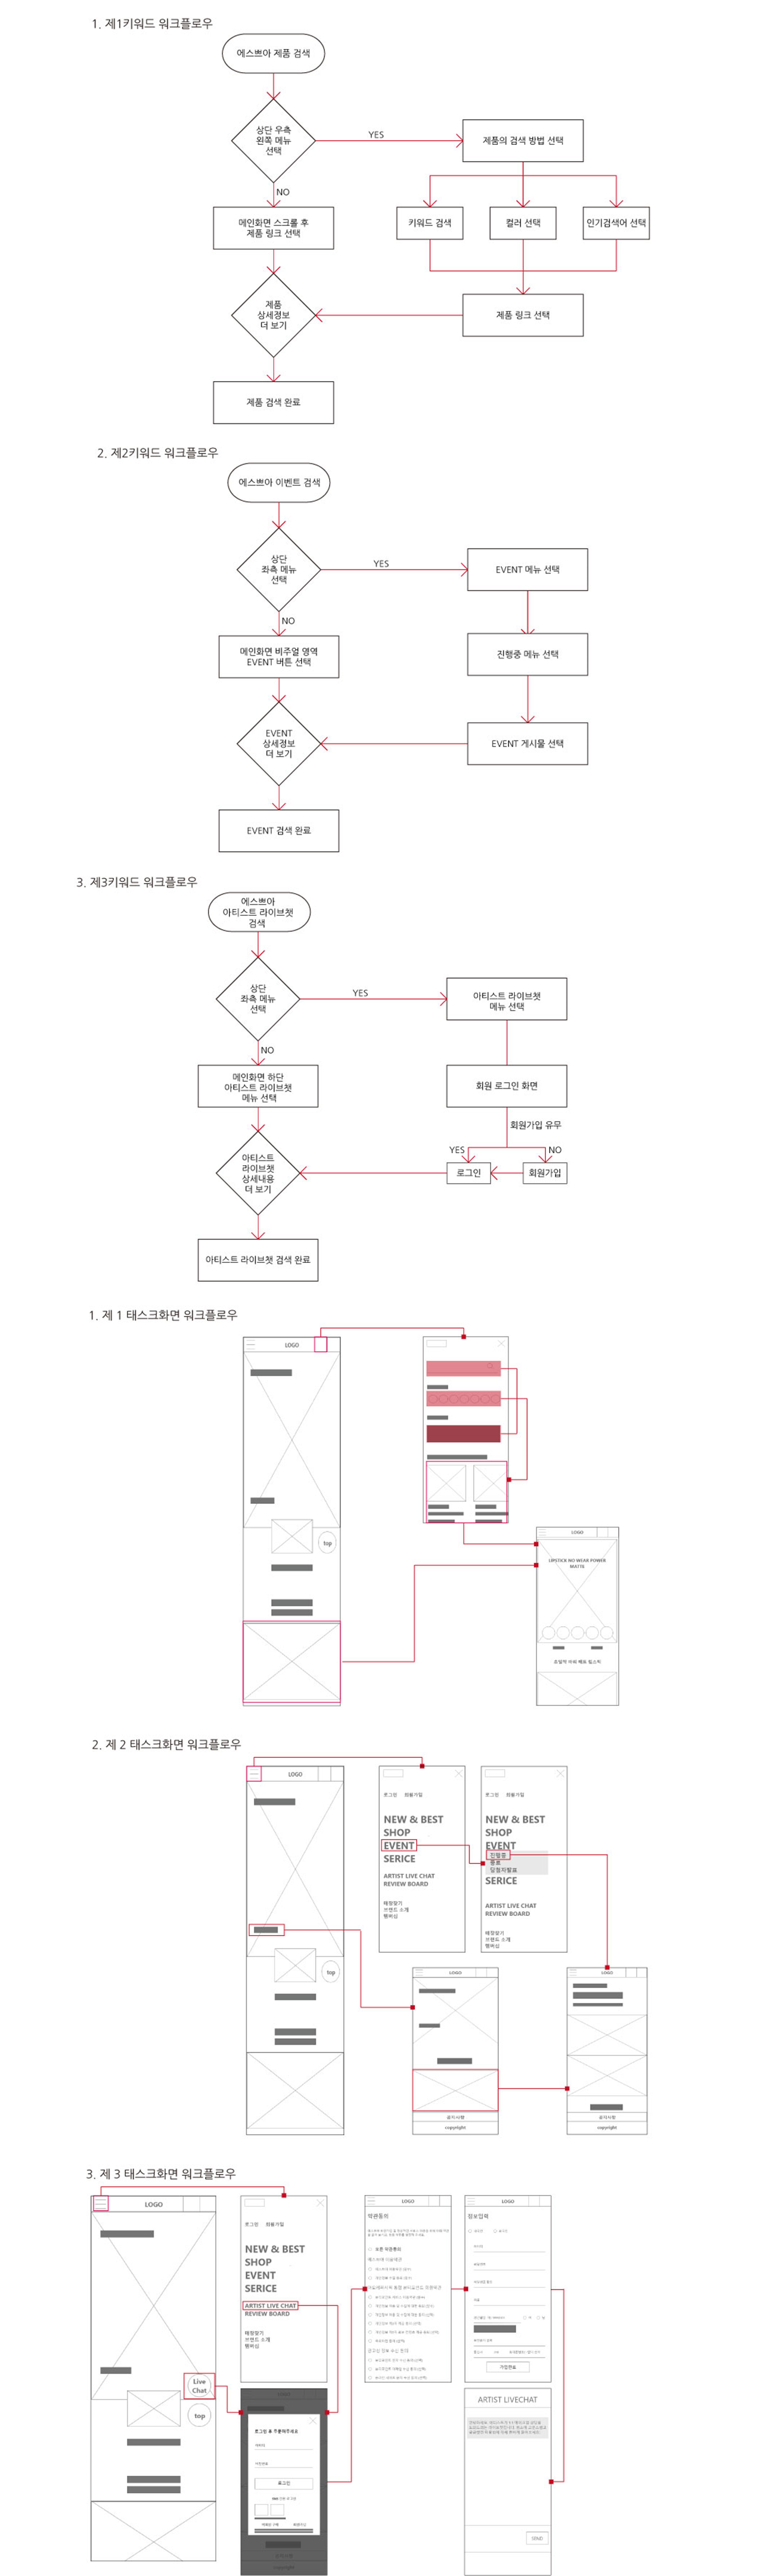 1. 제1키워드 워크플로우
에스쁘아 제품 검색
상단 우측
왼쪽 메뉴
선택
YES
제품의 검색 방법 선택
NO
메인화면 스크롤 후
제품 링크 선택
키워드 검색
컬러 선택
인기검색어 선택
제품
상세정보
더 보기
제품 링크 선택
제품 검색 완료
2. 제2키워드 워크플로우
에스쁘아 이벤트 검색
상단
좌측 메뉴
선택
YES
EVENT 메뉴 선택
NO
메인화면 비주얼 영역
EVENT 버튼 선택
진행중 메뉴 선택
EVENT
상세정보
더 보기
EVENT 게시물 선택
EVENT 검색 완료
3. 제3키워드 워크플로우
에스쁘아
아티스트 라이브챗
검색
상단
좌측 메뉴
선택
YES
아티스트 라이브챗
메뉴 선택
NO
메인화면 하단
아티스트 라이브챗
메뉴 선택
회원 로그인 화면
회원가입 유무
YES
NO
아티스트
라이브챗
상세내용
더 보기
로그인
회원가입
아티스트 라이브챗 검색 완료
1. 제 1 태스크화면 워크플로우
LOGO
top
LOGO
LIPSTICK NO WEAR POWER
MATTE
2. 제 2 태스크화면 워크플로우
LOGO
top
로그인 회원가입
NEW & BEST
SHOP
EVENT
SERICE
ARTIST LIVE CHAT
REVIEW BOARD
매장찾기
브랜드 소개
멤버십
로그인 회원가입
NEW & BEST
SHOP
EVENT
진행중
종료
당첨자발표
SERICE
ARTIST LIVE CHAT
REVIEW BOARD
매장찾기
브랜드 소개
멤버십
LOGO
공지사항
copyright
LOGO
공지사항
copyright
3. 제 3 태스크화면 워크플로우
LOGO
Live
Chat
top
로그인 회원가입
NEW & BEST
SHOP
EVENT
SERICE
ARTIST LIVE CHAT
REVIEW BOARD
매장찾기
브랜드 소개
멤버십
로그인 후 이용해주세요
로그인
공지사항
copyright
LOGO
약관동의
LOGO
정보입력
가입완료
ARTIST LIVECHAT
SEND